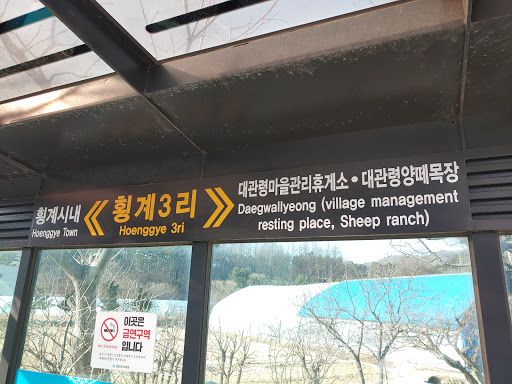 횡계시내
Hoenggye Town
횡계3리
Hoenggye 3ri
대관령마을관리휴게소 • 대관령양떼목장
Daegwallyeong (village management
resting place, Sheep ranch)
이곳은
금연구역
입니다